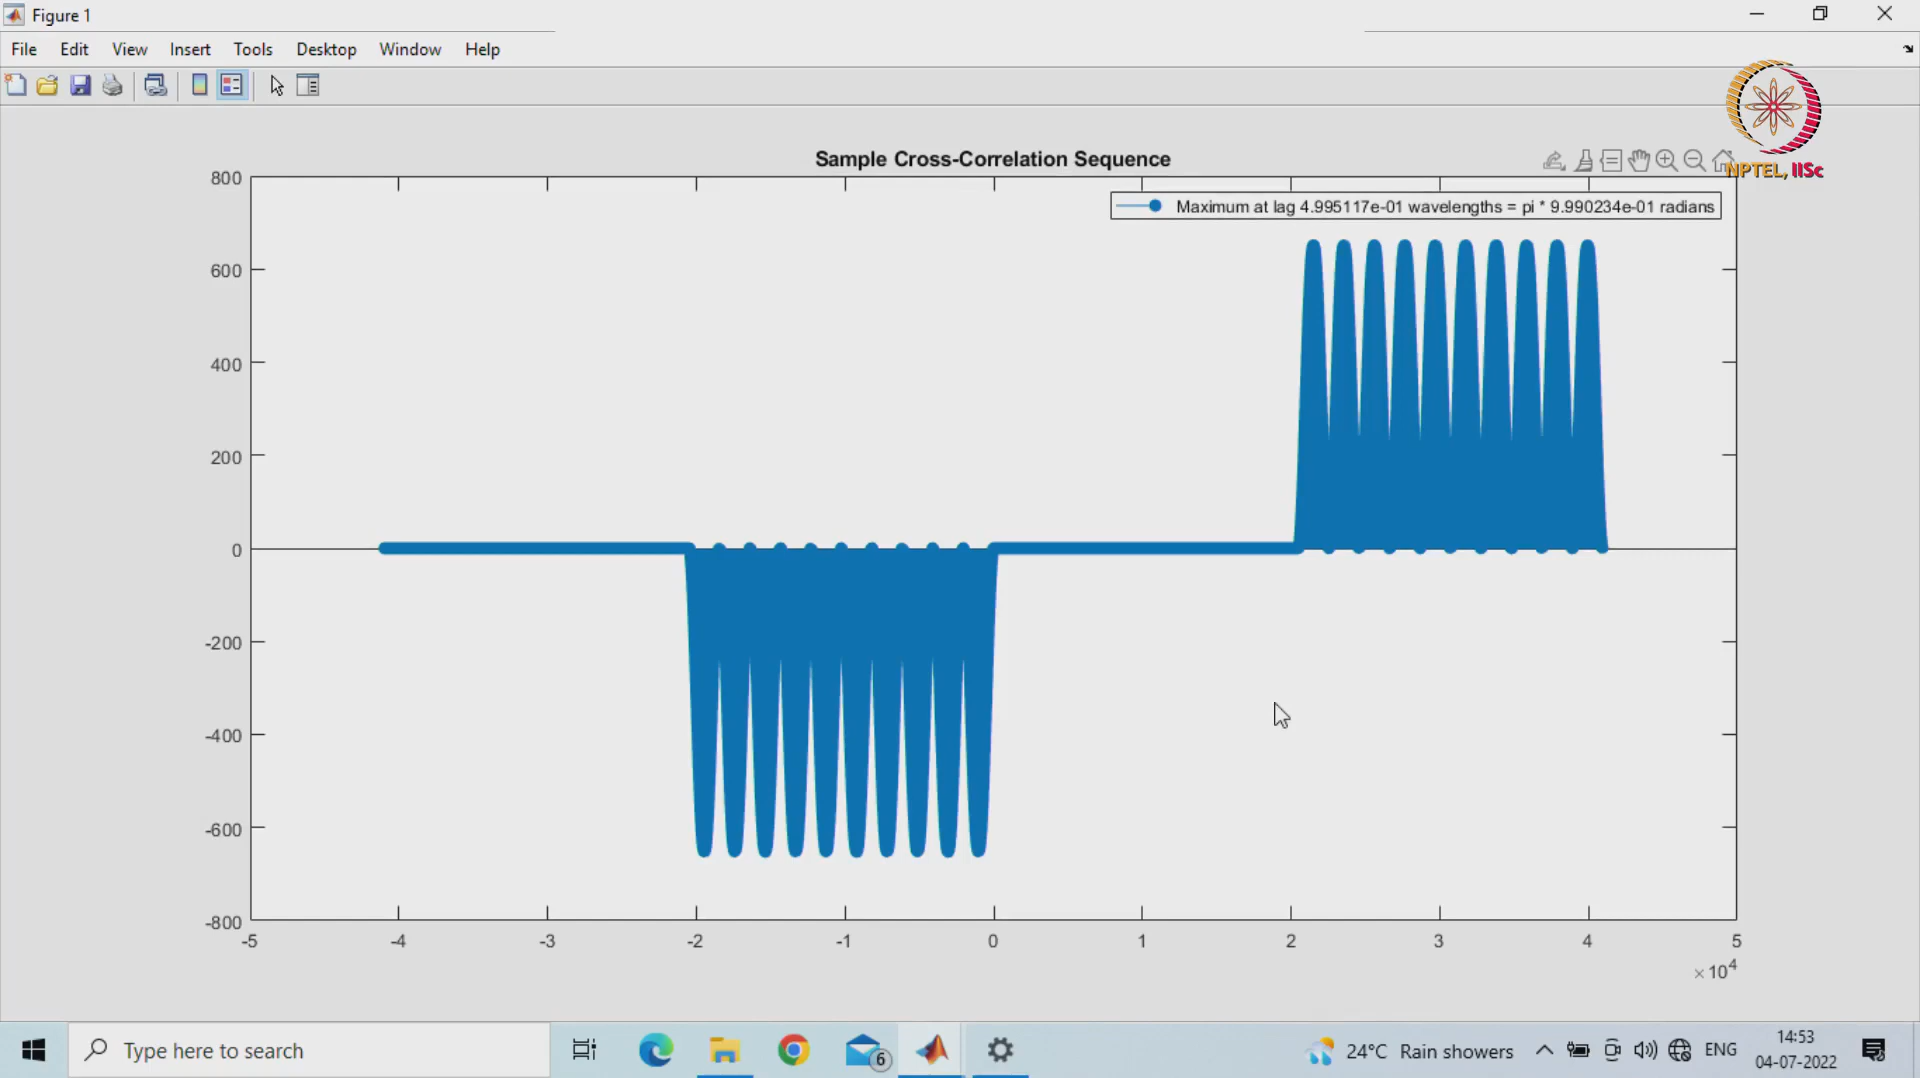 Figure 1
File Edit View Insert Tools Desktop Window Help
NPTEL, IISc
Sample Cross-Correlation Sequence
Maximum at lag 4.995117e-01 wavelengths = pi * 9.990234e-01 radians
800
600
400
200
0
-200
-400
-600
-800
-5 -4 -3 -2 -1 0 1 2 3 4 5
×10^4
Type here to search
6
24°C Rain showers
ENG
14:53
04-07-2022